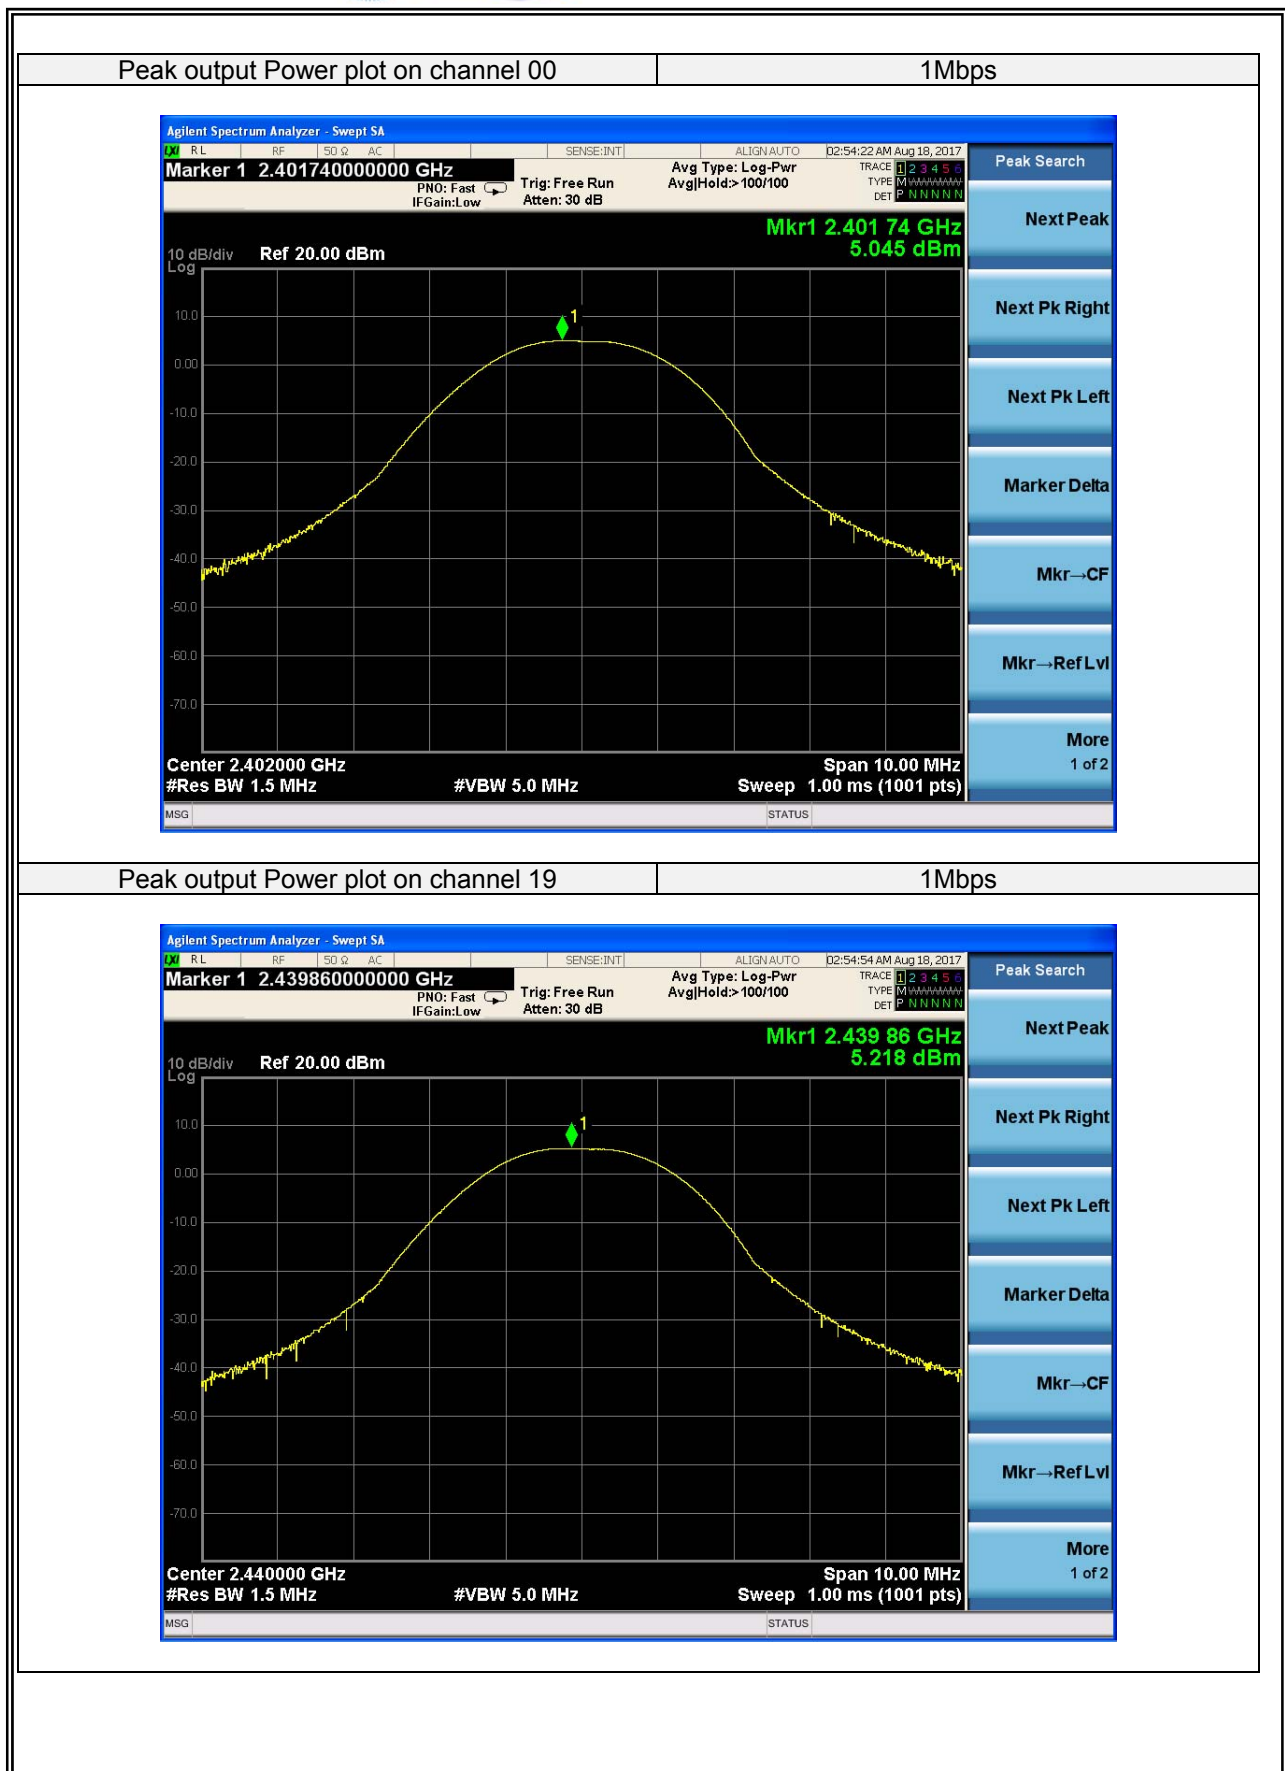 Peak output Power plot on channel 00 1Mbps
Agilent Spectrum Analyzer - Swept SA
LXI RL RF 50 Ω AC SENSE:INT ALIGNAUTO 02:54:22 AM Aug 18, 2017
Marker 1 2.401740000000 GHz Avg Type: Log-Pwr TRACE 1 2 3 4 5 6 Peak Search
PNO: Fast Trig: Free Run Avg|Hold:>100/100 TYPE M WWWWW
IFGain:Low Atten: 30 dB DET P N N N N N
Next Peak
Mkr1 2.401 74 GHz
10 dB/div Ref 20.00 dBm 5.045 dBm
Log
10.0 1 Next Pk Right
0.00
-10.0 Next Pk Left
-20.0
Marker Delta
-30.0
-40.0
Mkr→CF
-50.0
-60.0
Mkr→Ref Lvl
-70.0
More
Center 2.402000 GHz Span 10.00 MHz 1 of 2
#Res BW 1.5 MHz #VBW 5.0 MHz Sweep 1.00 ms (1001 pts)
MSG STATUS
Peak output Power plot on channel 19 1Mbps
Agilent Spectrum Analyzer - Swept SA
LXI RL RF 50 Ω AC SENSE:INT ALIGNAUTO 02:54:54 AM Aug 18, 2017
Marker 1 2.439860000000 GHz Avg Type: Log-Pwr TRACE 1 2 3 4 5 6 Peak Search
PNO: Fast Trig: Free Run Avg|Hold:>100/100 TYPE M WWWWW
IFGain:Low Atten: 30 dB DET P N N N N N
Next Peak
Mkr1 2.439 86 GHz
10 dB/div Ref 20.00 dBm 5.218 dBm
Log
10.0 1 Next Pk Right
0.00
-10.0 Next Pk Left
-20.0
Marker Delta
-30.0
-40.0
Mkr→CF
-50.0
-60.0
Mkr→Ref Lvl
-70.0
More
Center 2.440000 GHz Span 10.00 MHz 1 of 2
#Res BW 1.5 MHz #VBW 5.0 MHz Sweep 1.00 ms (1001 pts)
MSG STATUS